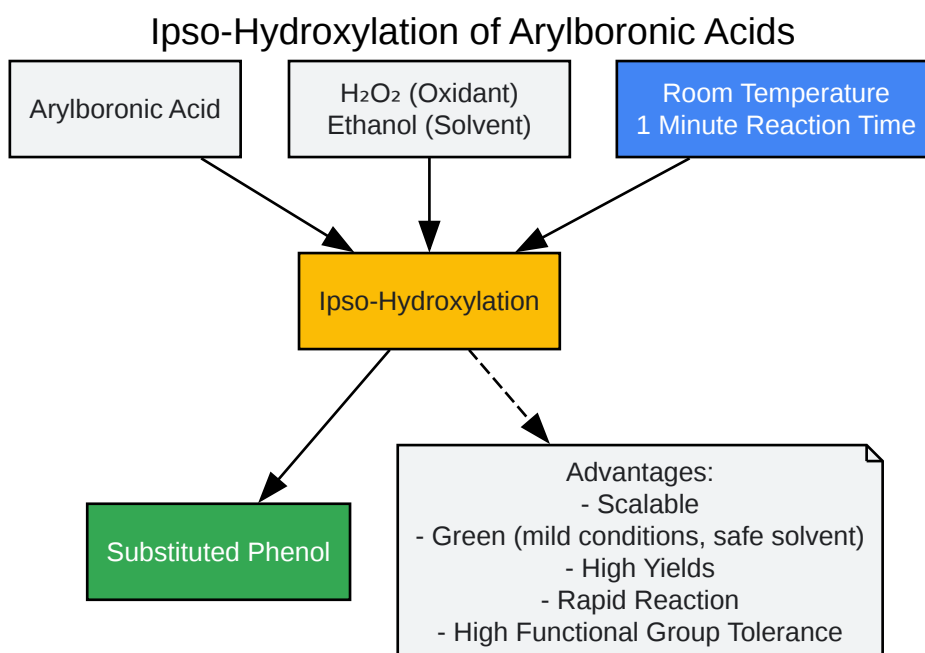 Ipso-Hydroxylation of Arylboronic Acids
Arylboronic Acid
H₂O₂ (Oxidant)
Ethanol (Solvent)
Room Temperature
1 Minute Reaction Time
Ipso-Hydroxylation
Substituted Phenol
Advantages:
- Scalable
- Green (mild conditions, safe solvent)
- High Yields
- Rapid Reaction
- High Functional Group Tolerance